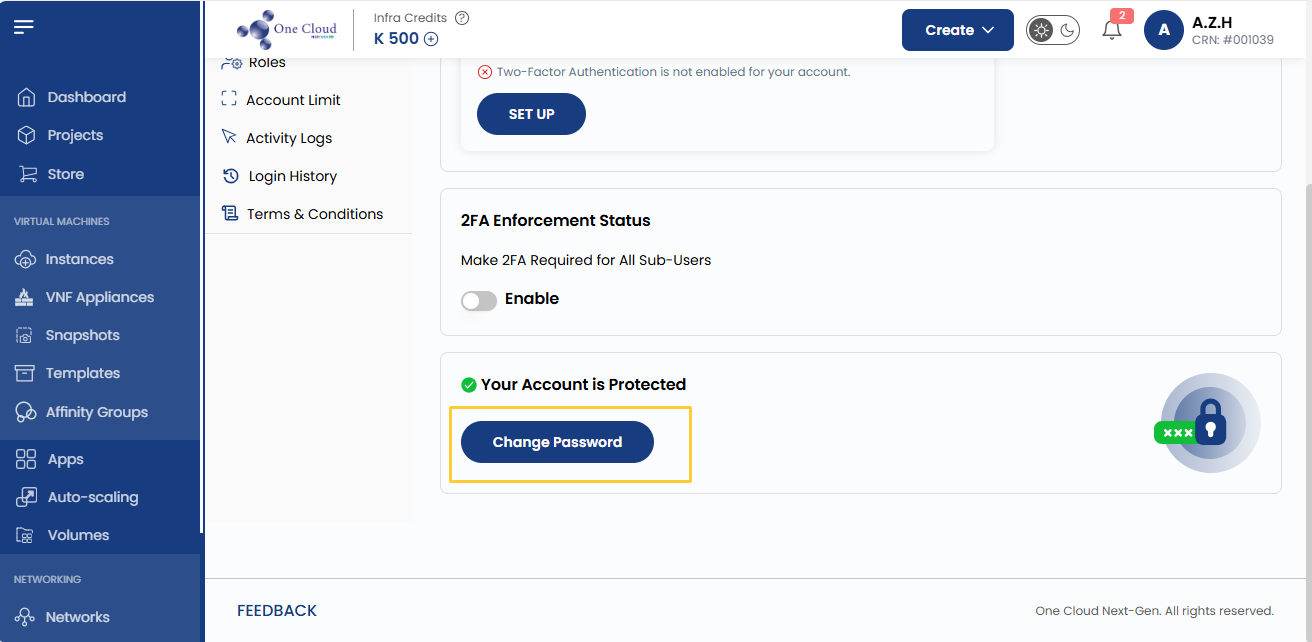 One Cloud
Infra Credits
K 500
Create
2
A
A.Z.H
CRN: #001039
Dashboard
Projects
Store
VIRTUAL MACHINES
Instances
VNF Appliances
Snapshots
Templates
Affinity Groups
Apps
Auto-scaling
Volumes
NETWORKING
Networks
Roles
Account Limit
Activity Logs
Login History
Terms & Conditions
Two-Factor Authentication is not enabled for your account.
SET UP
2FA Enforcement Status
Make 2FA Required for All Sub-Users
Enable
Your Account is Protected
Change Password
xxx
FEEDBACK
One Cloud Next-Gen. All rights reserved.